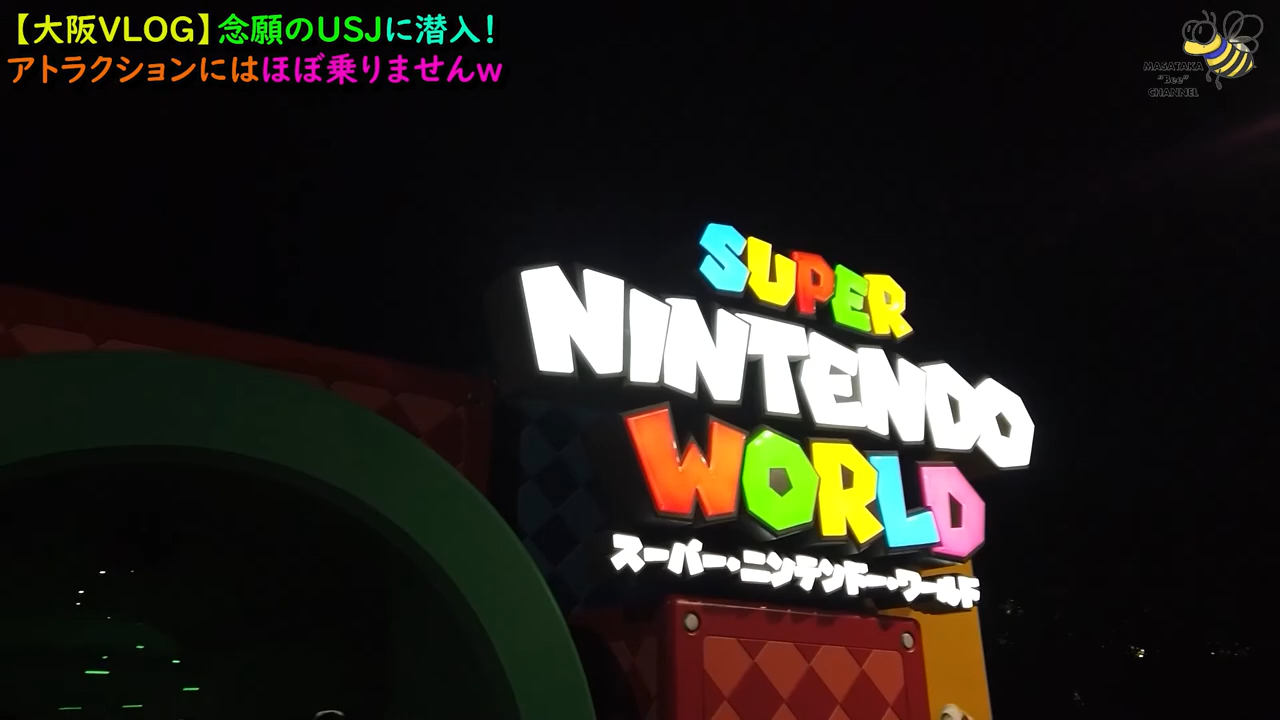 【大阪VLOG】念願のUSJに潜入！
アトラクションにはほぼ乗りませんw
MASATAKA
"Bee"
CHANNEL
SUPER
NINTENDO
WORLD
スーパー・ニンテンドー・ワールド